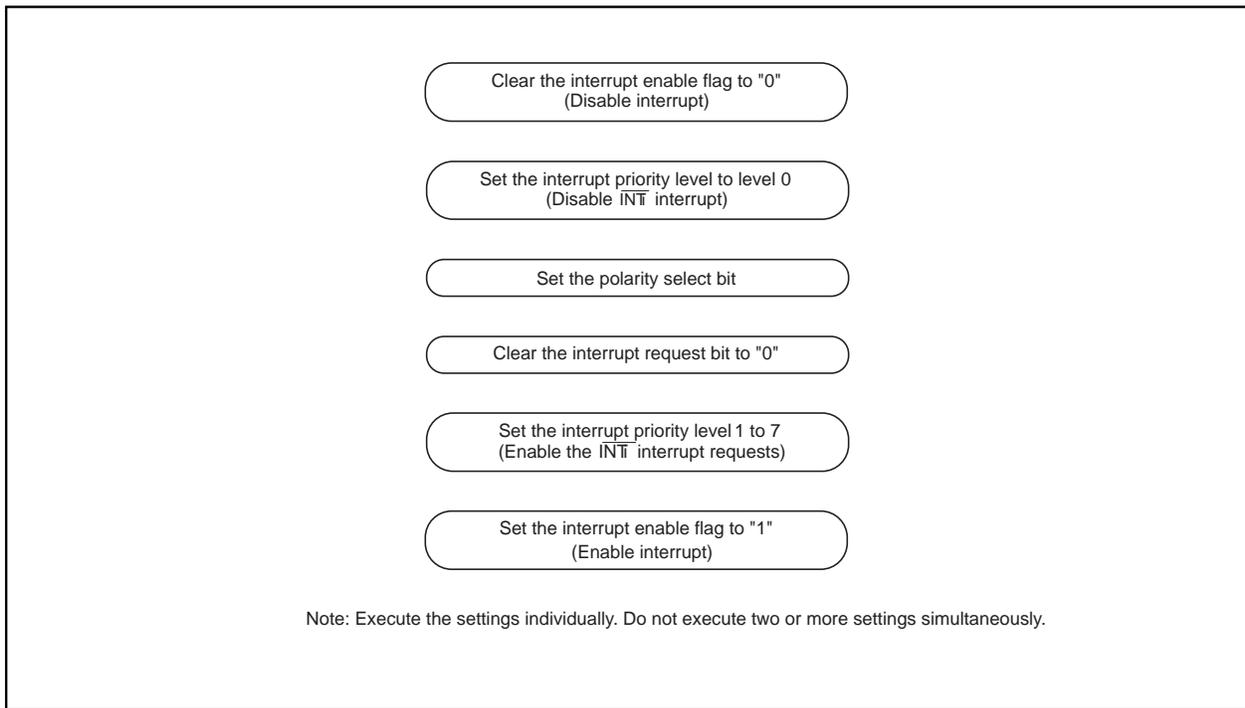 Clear the interrupt enable flag to "0"
(Disable interrupt)
Set the interrupt priority level to level 0
(Disable INTi interrupt)
Set the polarity select bit
Clear the interrupt request bit to "0"
Set the interrupt priority level 1 to 7
(Enable the INTi interrupt requests)
Set the interrupt enable flag to "1"
(Enable interrupt)
Note: Execute the settings individually. Do not execute two or more settings simultaneously.